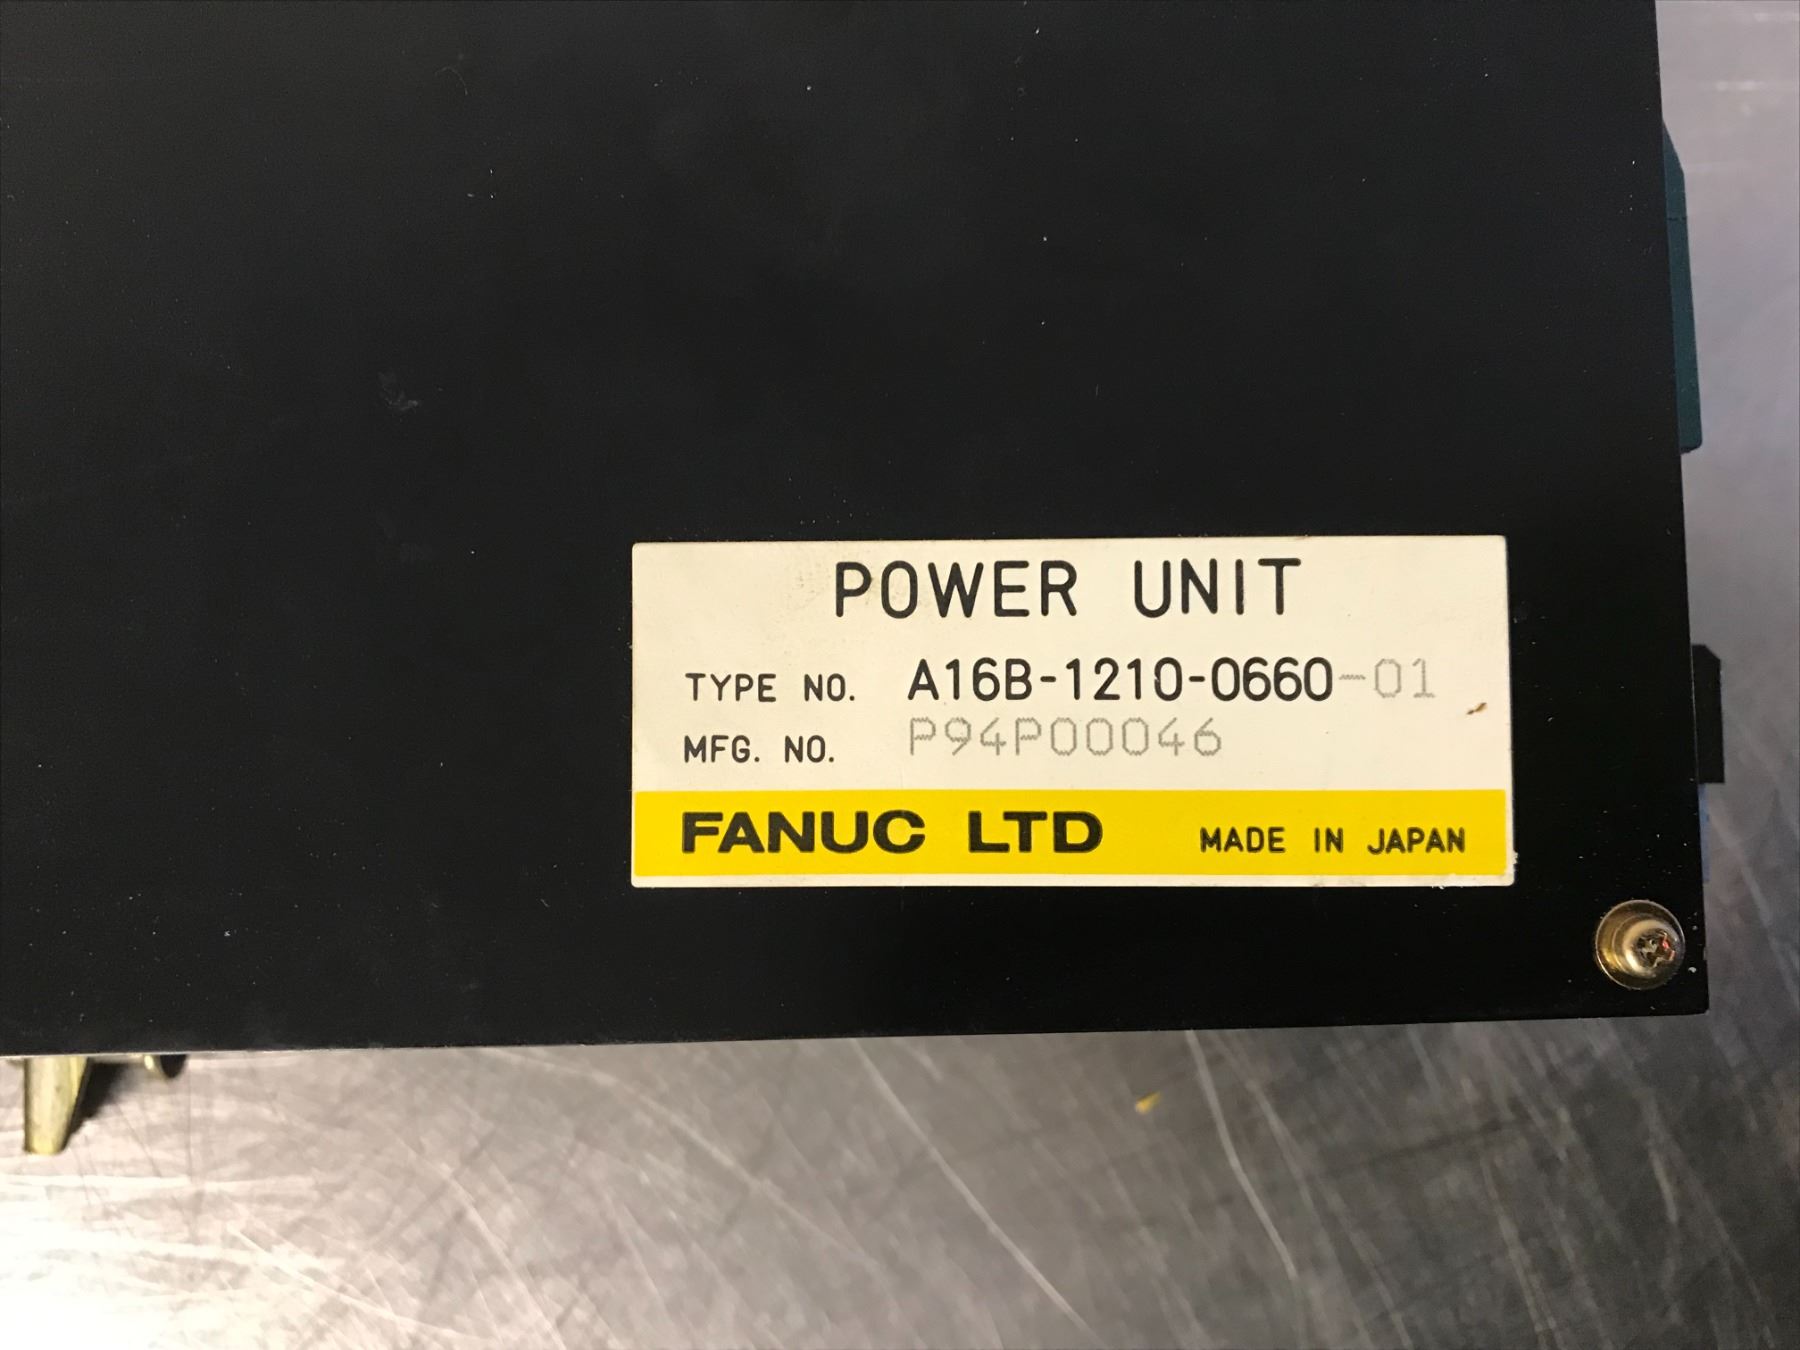 POWER UNIT
TYPE NO. A16B-1210-0660-01
MFG. NO. P94P00046
FANUC LTD MADE IN JAPAN